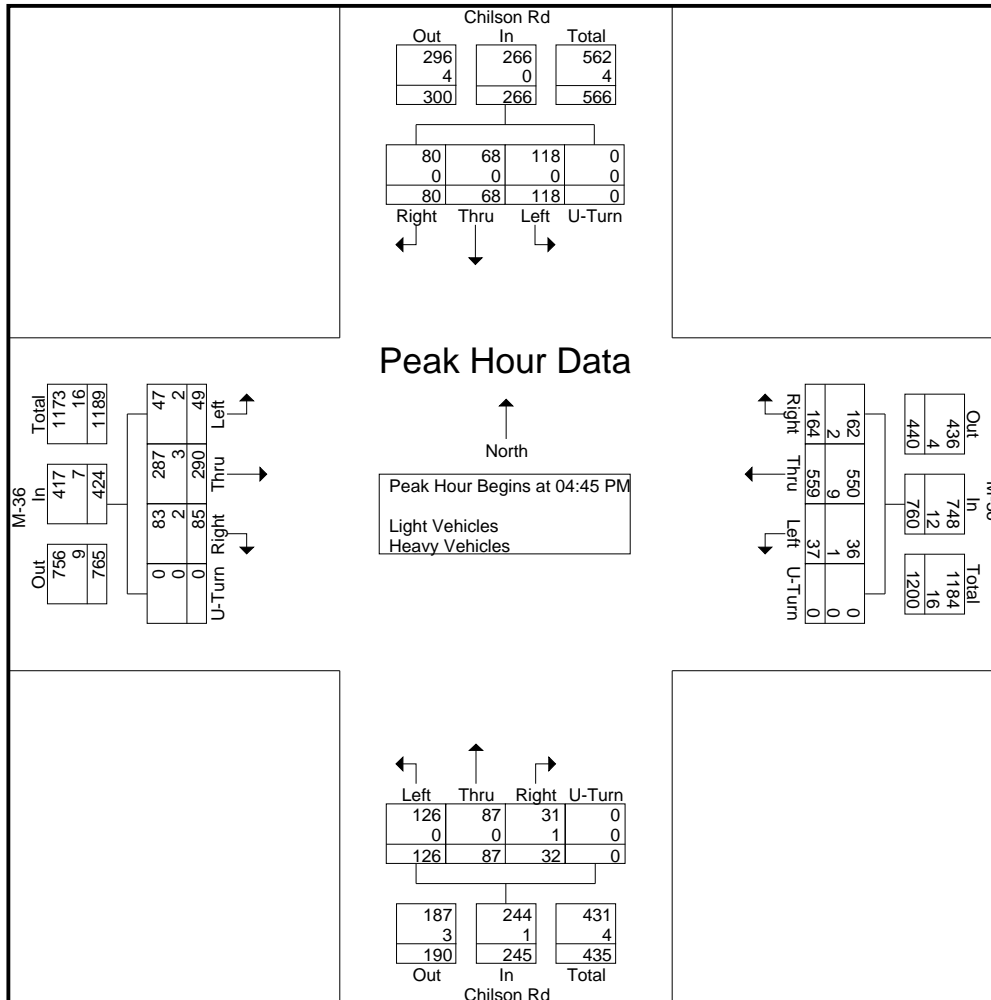 Chilson Rd
Out In Total
296 266 562
4 0 4
300 266 566
80 68 118 0
0 0 0 0
80 68 118 0
Right Thru Left U-Turn
Peak Hour Data
North
Peak Hour Begins at 04:45 PM
Light Vehicles
Heavy Vehicles
M-36
Total In Out
1173 417 756
16 7 9
1189 424 765
47 287 83 0
2 3 2 0
49 290 85 0
Left Thru Right U-Turn
Out In Total
436 748 1184
4 12 16
440 760 1200
162 550 36 0
2 9 1 0
164 559 37 0
Right Thru Left U-Turn
Left Thru Right U-Turn
126 87 31 0
0 0 1 0
126 87 32 0
187 244 431
3 1 4
190 245 435
Out In Total
Chilson Rd